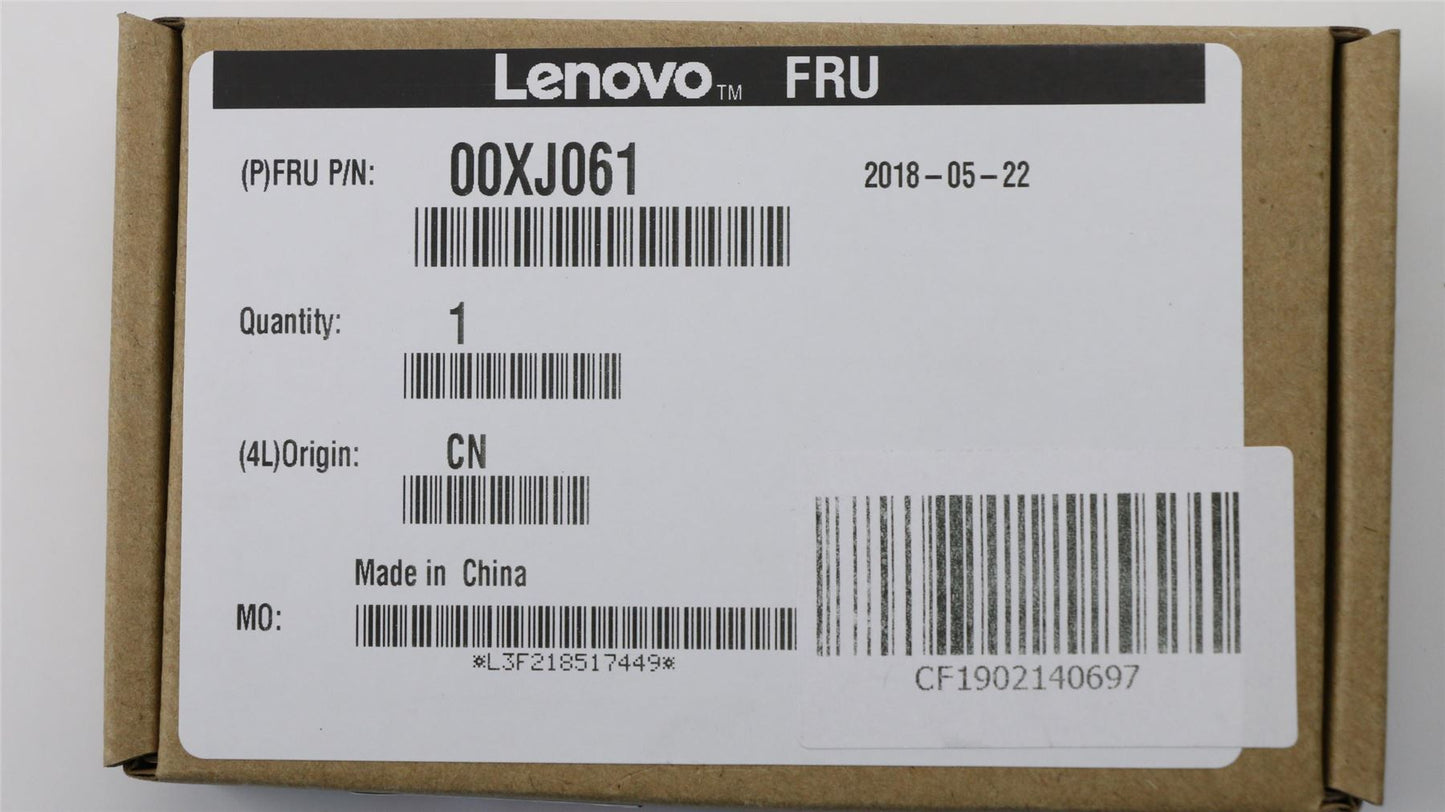 Lenovo™ FRU
(P)FRU P/N: 00XJ061 2018-05-22
Quantity: 1
(4L)Origin: CN
Made in China
MO:
*L3F218517449*
CF1902140697